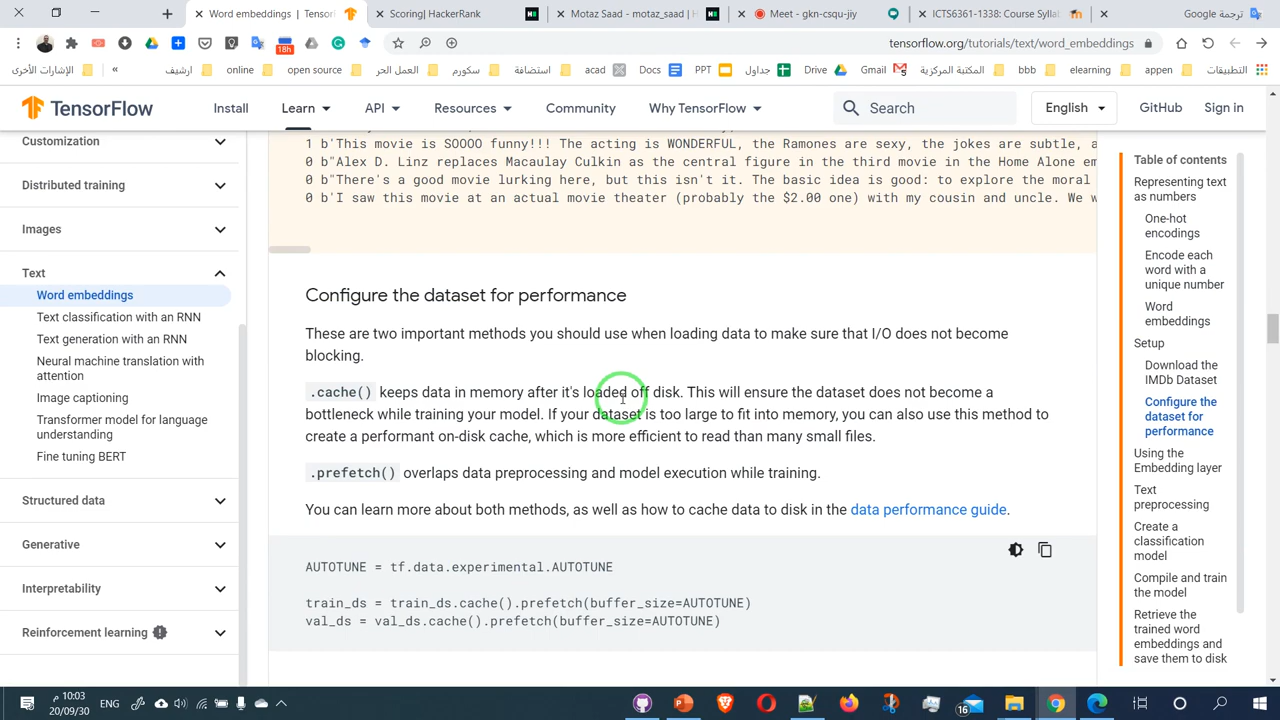 Word embeddings | Tensorl
Scoring| HackerRank
Motaz Saad - motaz_saad | H
Meet - gkn-csqu-jiy
ICTS6361-1338: Course Sylla
ترجمة Google
18h
tensorflow.org/tutorials/text/word_embeddings
الإشارات الأخرى
»
ارشيف
online
open source
العمل الحر
سكورم
استضافة
acad
Docs
PPT
جداول
Drive
Gmail
المكتبة المركزية
bbb
elearning
appen
التطبيقات
TensorFlow
Install
Learn
API
Resources
Community
Why TensorFlow
Search
English
GitHub
Sign in
Customization
Distributed training
Images
Text
Word embeddings
Text classification with an RNN
Text generation with an RNN
Neural machine translation with
attention
Image captioning
Transformer model for language
understanding
Fine tuning BERT
Structured data
Generative
Interpretability
Reinforcement learning
1 b'This movie is SOOOO funny!!! The acting is WONDERFUL, the Ramones are sexy, the jokes are subtle, a
0 b"Alex D. Linz replaces Macaulay Culkin as the central figure in the third movie in the Home Alone em
0 b"There's a good movie lurking here, but this isn't it. The basic idea is good: to explore the moral
0 b'I saw this movie at an actual movie theater (probably the $2.00 one) with my cousin and uncle. We w
Configure the dataset for performance
These are two important methods you should use when loading data to make sure that I/O does not become
blocking.
.cache() keeps data in memory after it's loaded off disk. This will ensure the dataset does not become a
bottleneck while training your model. If your dataset is too large to fit into memory, you can also use this method to
create a performant on-disk cache, which is more efficient to read than many small files.
.prefetch() overlaps data preprocessing and model execution while training.
You can learn more about both methods, as well as how to cache data to disk in the data performance guide.
AUTOTUNE = tf.data.experimental.AUTOTUNE
train_ds = train_ds.cache().prefetch(buffer_size=AUTOTUNE)
val_ds = val_ds.cache().prefetch(buffer_size=AUTOTUNE)
Table of contents
Representing text
as numbers
One-hot
encodings
Encode each
word with a
unique number
Word
embeddings
Setup
Download the
IMDb Dataset
Configure the
dataset for
performance
Using the
Embedding layer
Text
preprocessing
Create a
classification
model
Compile and train
the model
Retrieve the
trained word
embeddings and
save them to disk
10:03 م
20/09/30
ENG
16